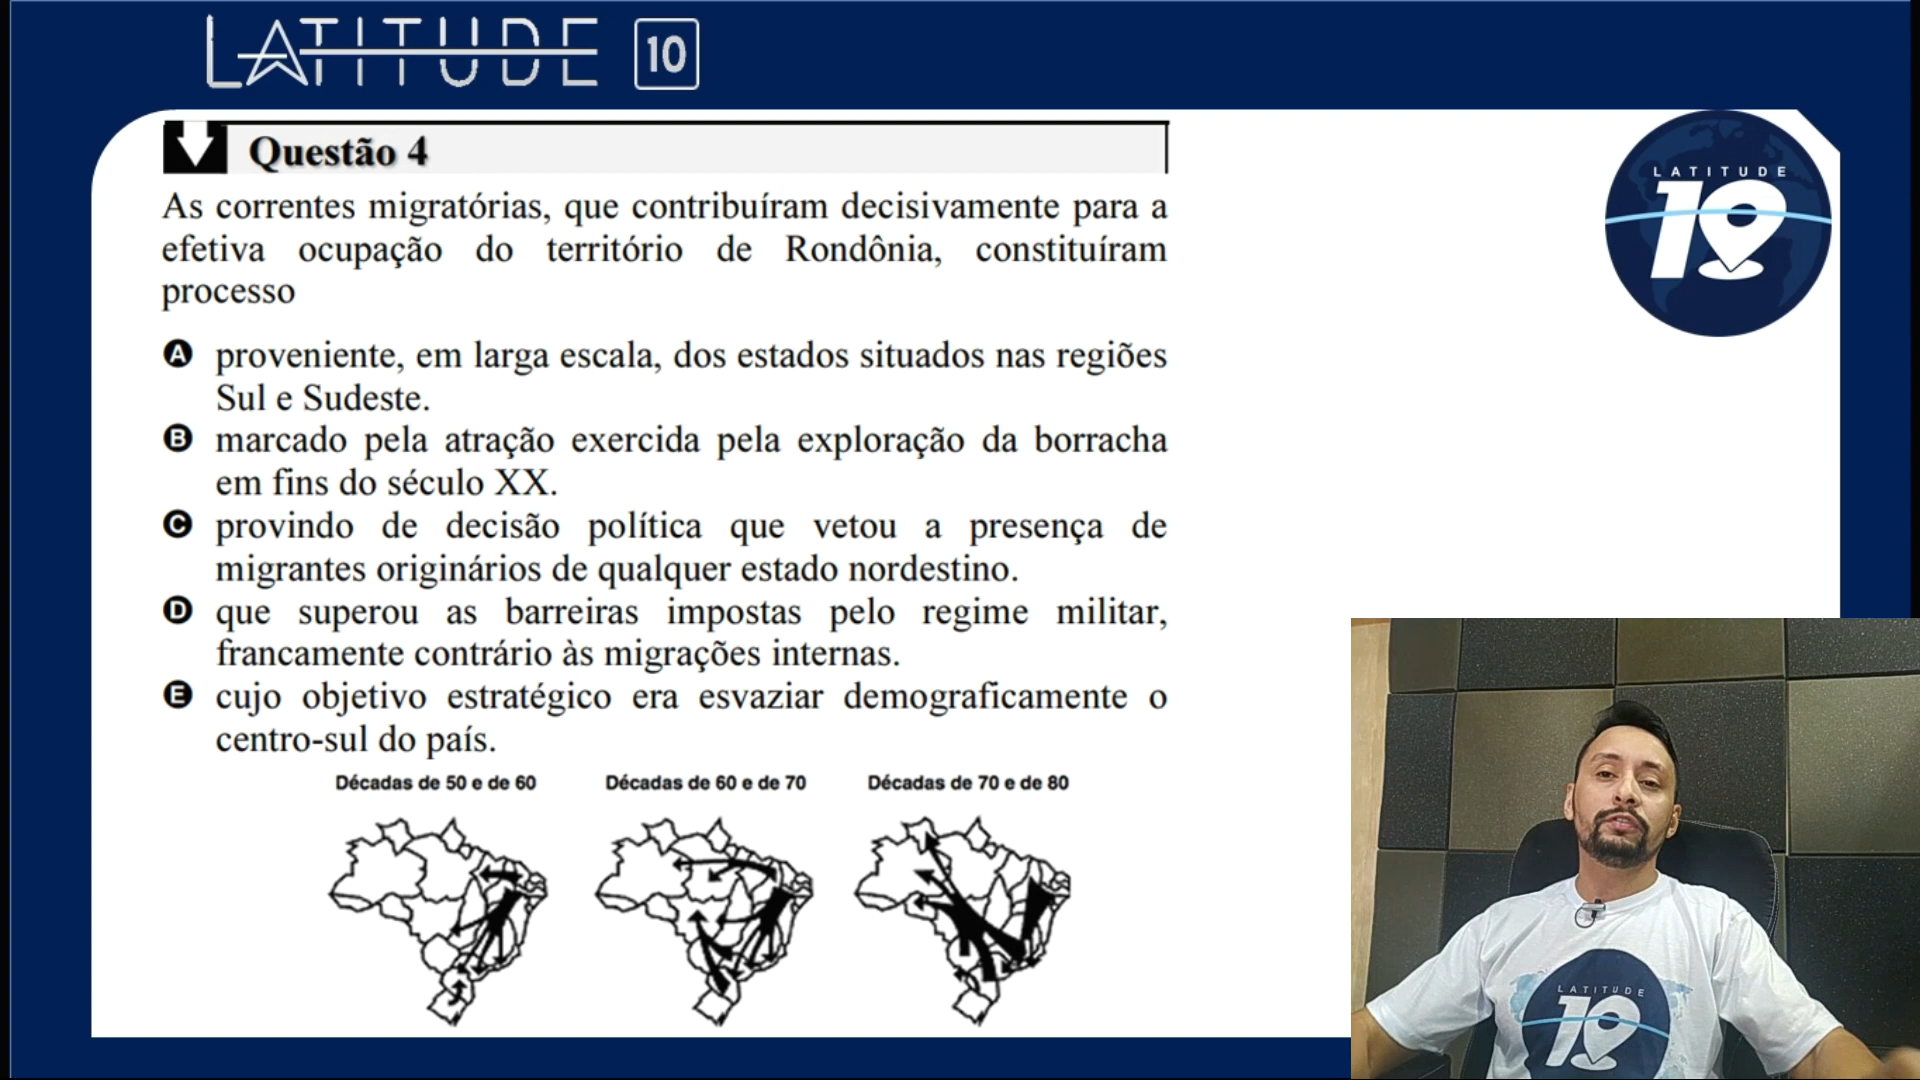 LATITUDE 10
LATITUDE
10
Questão 4
As correntes migratórias, que contribuíram decisivamente para a
efetiva ocupação do território de Rondônia, constituíram
processo
A proveniente, em larga escala, dos estados situados nas regiões
Sul e Sudeste.
B marcado pela atração exercida pela exploração da borracha
em fins do século XX.
C provindo de decisão política que vetou a presença de
migrantes originários de qualquer estado nordestino.
D que superou as barreiras impostas pelo regime militar,
francamente contrário às migrações internas.
E cujo objetivo estratégico era esvaziar demograficamente o
centro-sul do país.
Décadas de 50 e de 60 Décadas de 60 e de 70 Décadas de 70 e de 80
LATITUDE
10